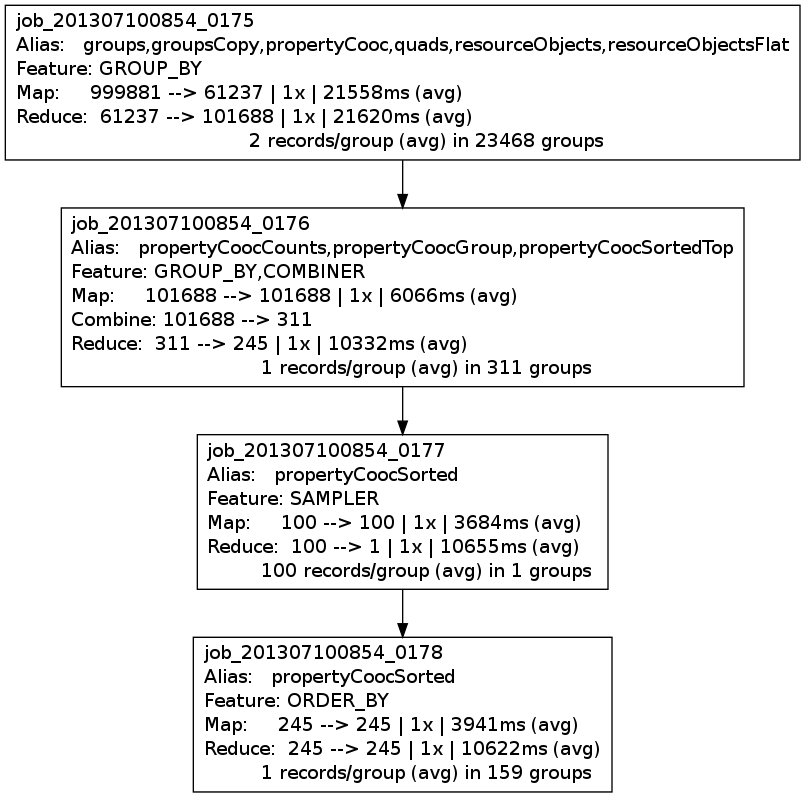 job_201307100854_0175
Alias: groups,groupsCopy,propertyCooc,quads,resourceObjects,resourceObjectsFlat
Feature: GROUP_BY
Map: 999881 --> 61237 | 1x | 21558ms (avg)
Reduce: 61237 --> 101688 | 1x | 21620ms (avg)
2 records/group (avg) in 23468 groups
job_201307100854_0176
Alias: propertyCoocCounts,propertyCoocGroup,propertyCoocSortedTop
Feature: GROUP_BY,COMBINER
Map: 101688 --> 101688 | 1x | 6066ms (avg)
Combine: 101688 --> 311
Reduce: 311 --> 245 | 1x | 10332ms (avg)
1 records/group (avg) in 311 groups
job_201307100854_0177
Alias: propertyCoocSorted
Feature: SAMPLER
Map: 100 --> 100 | 1x | 3684ms (avg)
Reduce: 100 --> 1 | 1x | 10655ms (avg)
100 records/group (avg) in 1 groups
job_201307100854_0178
Alias: propertyCoocSorted
Feature: ORDER_BY
Map: 245 --> 245 | 1x | 3941ms (avg)
Reduce: 245 --> 245 | 1x | 10622ms (avg)
1 records/group (avg) in 159 groups